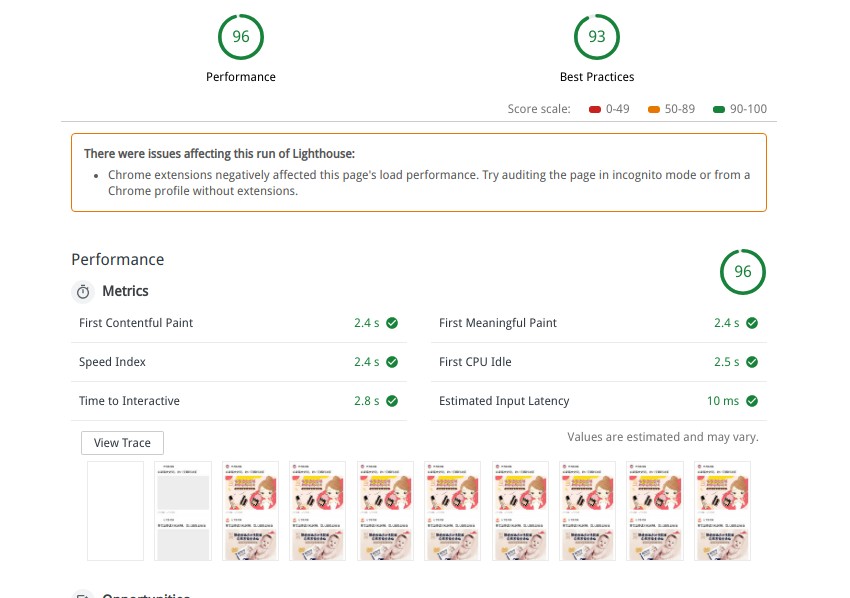 96
93
Performance
Best Practices
Score scale:
0-49
50-89
90-100
There were issues affecting this run of Lighthouse:
Chrome extensions negatively affected this page's load performance. Try auditing the page in incognito mode or from a
Chrome profile without extensions.
Performance
96
Metrics
First Contentful Paint
2.4 s
First Meaningful Paint
2.4 s
Speed Index
2.4 s
First CPU Idle
2.5 s
Time to Interactive
2.8 s
Estimated Input Latency
10 ms
View Trace
Values are estimated and may vary.
Opportunities